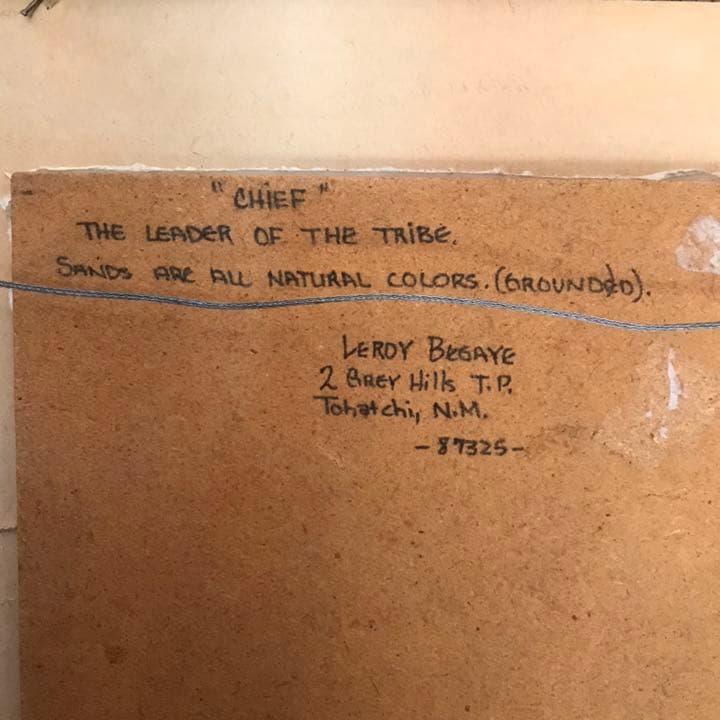 "CHIEF"
THE LEADER OF THE TRIBE.
SANDS ARE ALL NATURAL COLORS. (GROUNDED).
LEROY BEGAYE
2 GREY Hills T.P.
Tohatchi, N.M.
-87325-